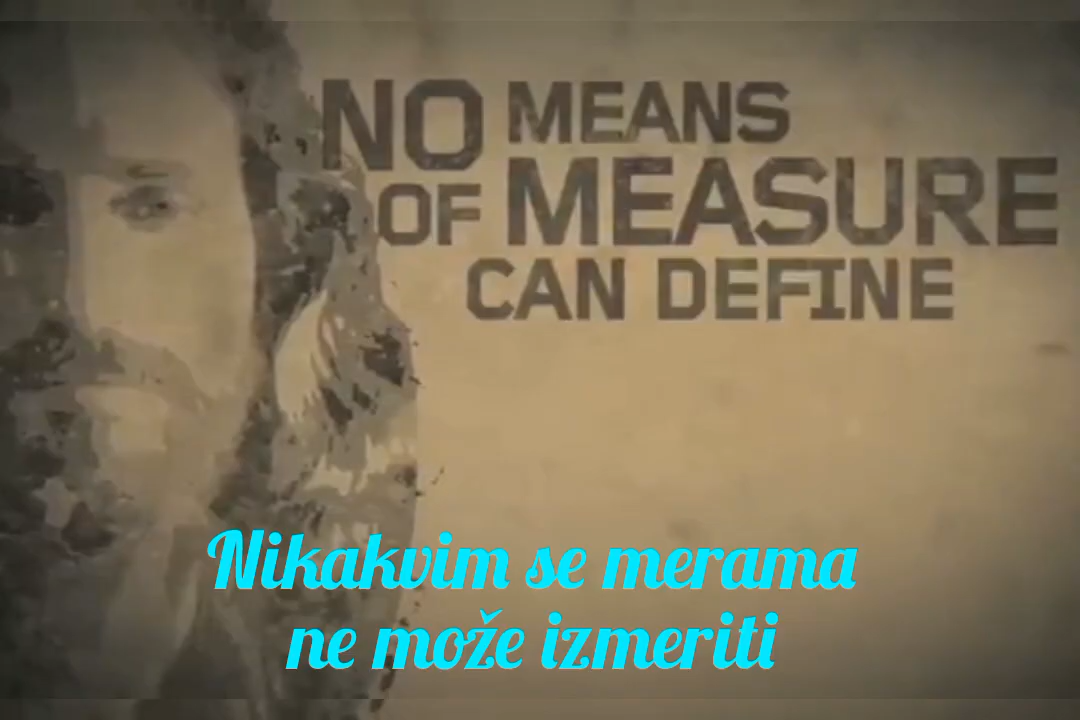 NO MEANS
OF MEASURE
CAN DEFINE
Nikakvim se merama
ne može izmeriti